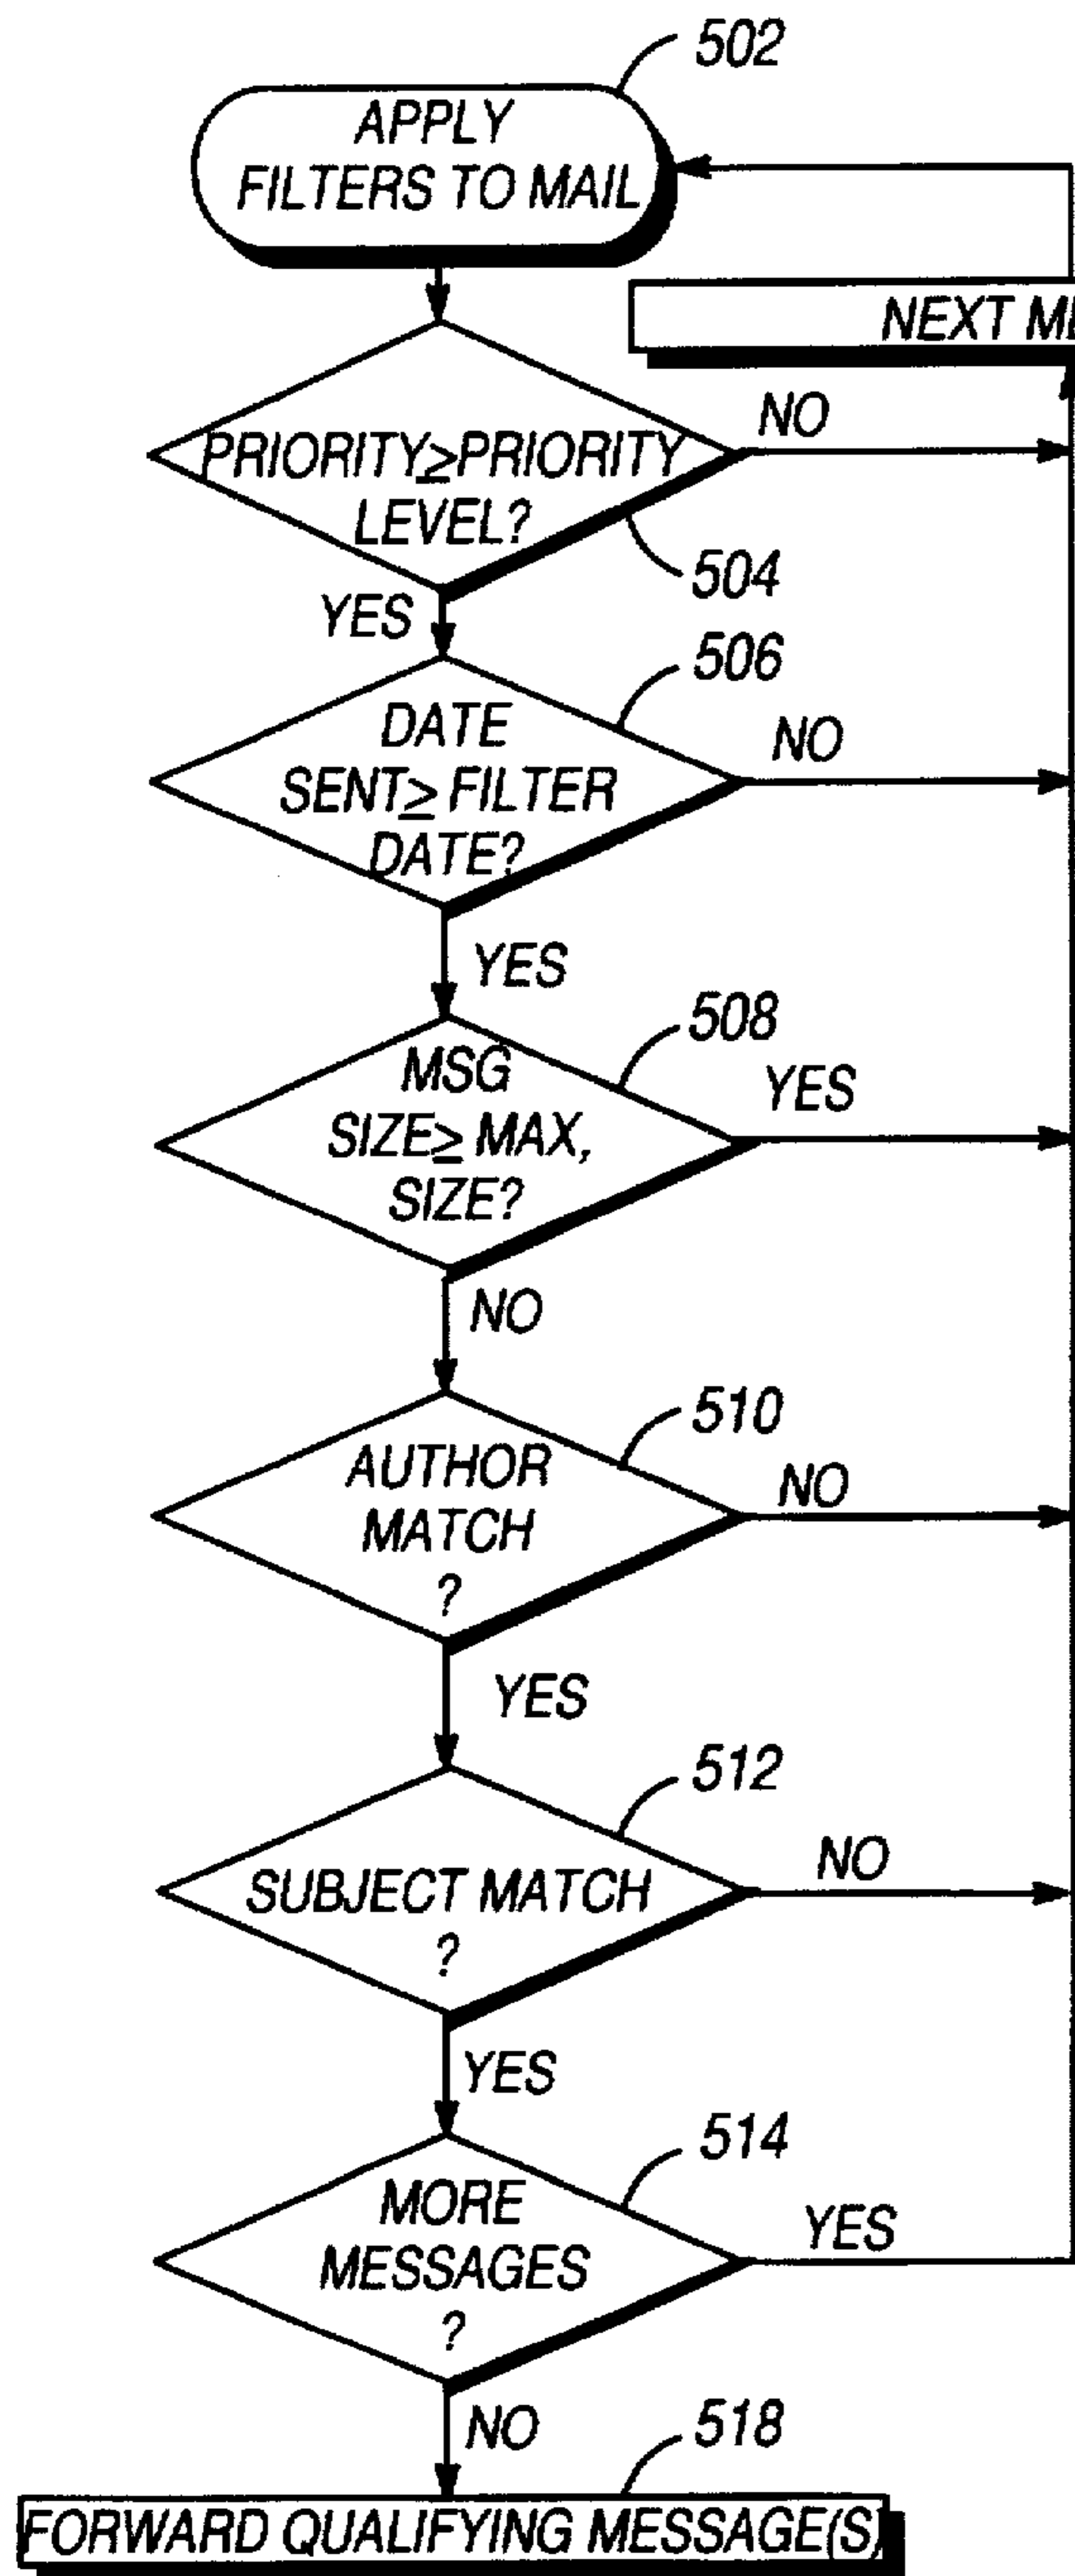 502
APPLY
FILTERS TO MAIL
NEXT
PRIORITY≥PRIORITY
LEVEL?
NO
504
YES
506
DATE
SENT≥ FILTER
DATE?
NO
YES
508
MSG
SIZE≥ MAX,
SIZE?
YES
NO
510
AUTHOR
MATCH
?
NO
YES
512
SUBJECT MATCH
?
NO
YES
514
MORE
MESSAGES
?
YES
NO
518
FORWARD QUALIFYING MESSAGE(S)